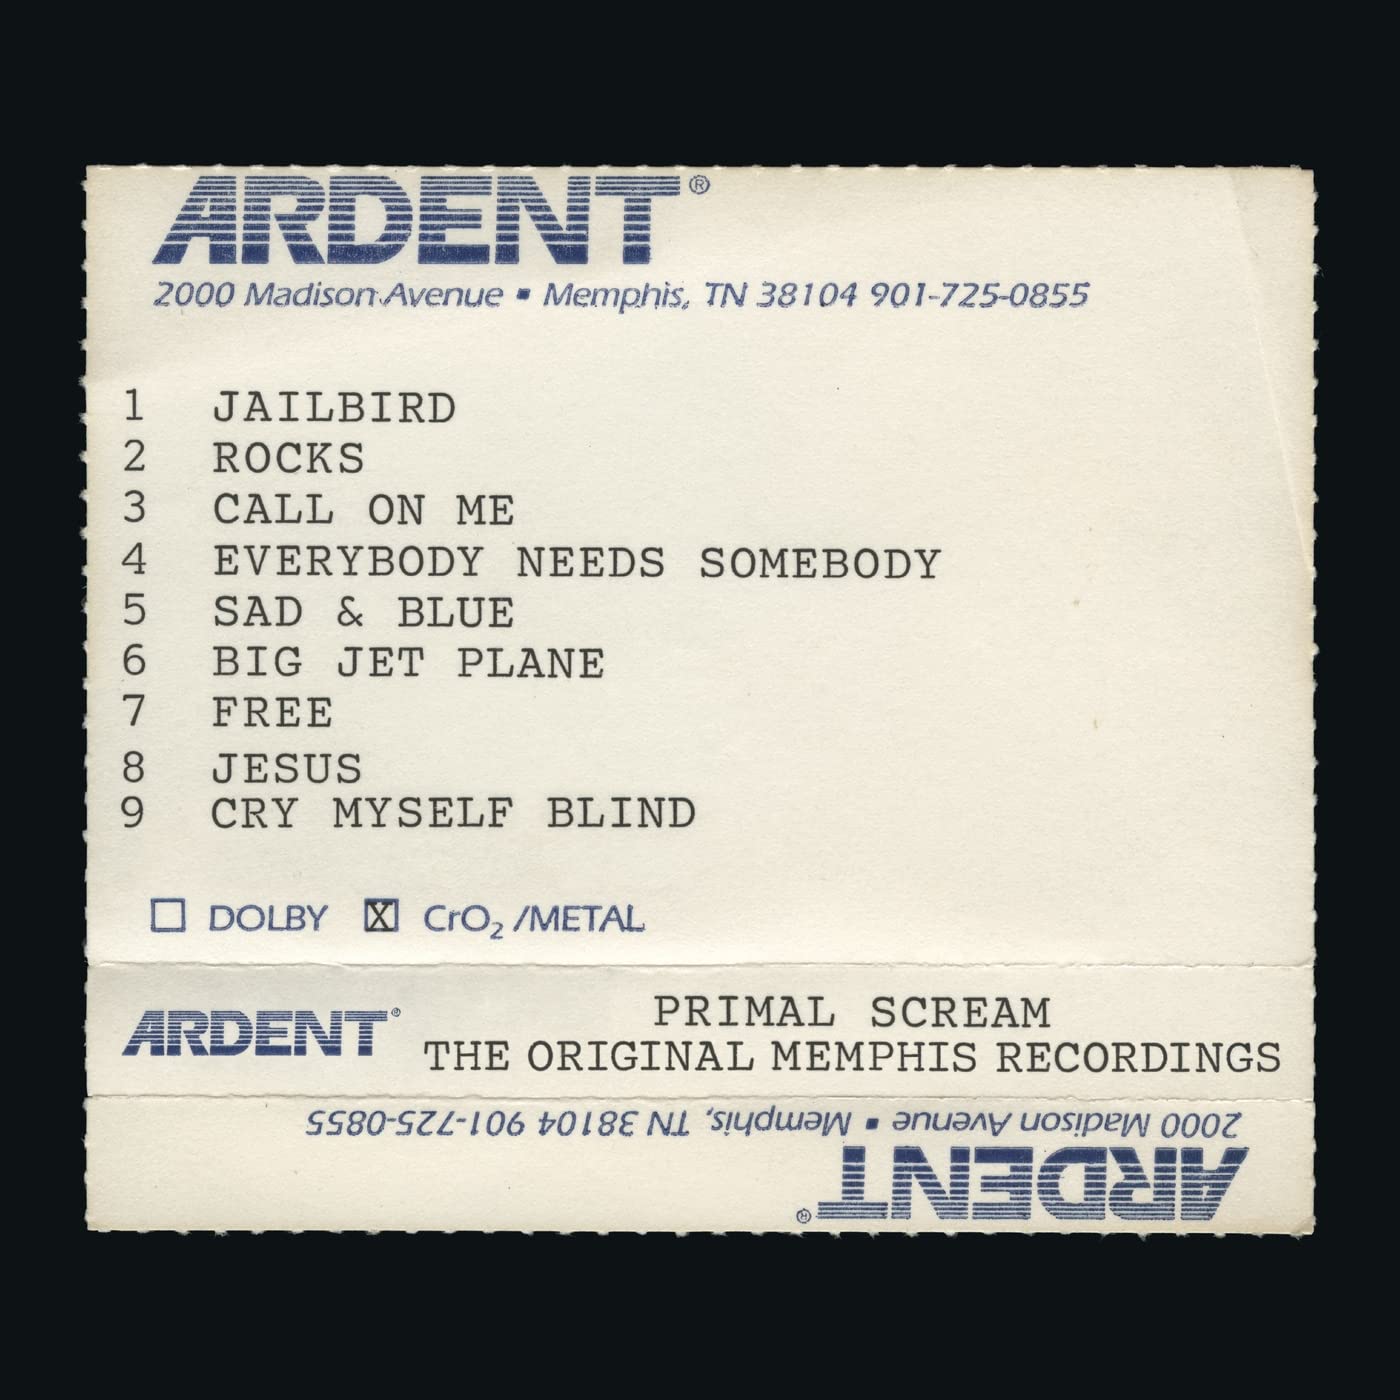 ARDENT®
2000 Madison Avenue ▪ Memphis, TN 38104 901-725-0855
1 JAILBIRD
2 ROCKS
3 CALL ON ME
4 EVERYBODY NEEDS SOMEBODY
5 SAD & BLUE
6 BIG JET PLANE
7 FREE
8 JESUS
9 CRY MYSELF BLIND
☐ DOLBY ☒ CrO₂ /METAL
PRIMAL SCREAM
ARDENT® THE ORIGINAL MEMPHIS RECORDINGS
2000 Madison Avenue ▪ Memphis, TN 38104 901-725-0855
ARDENT®